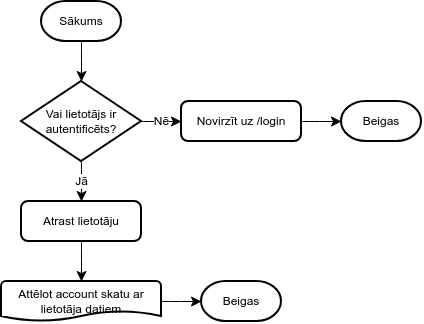 Sākums
Vai lietotājs ir
autentificēts?
Nē
Novirzīt uz /login
Beigas
Jā
Atrast lietotāju
Attēlot account skatu ar
lietotāja datiem
Beigas